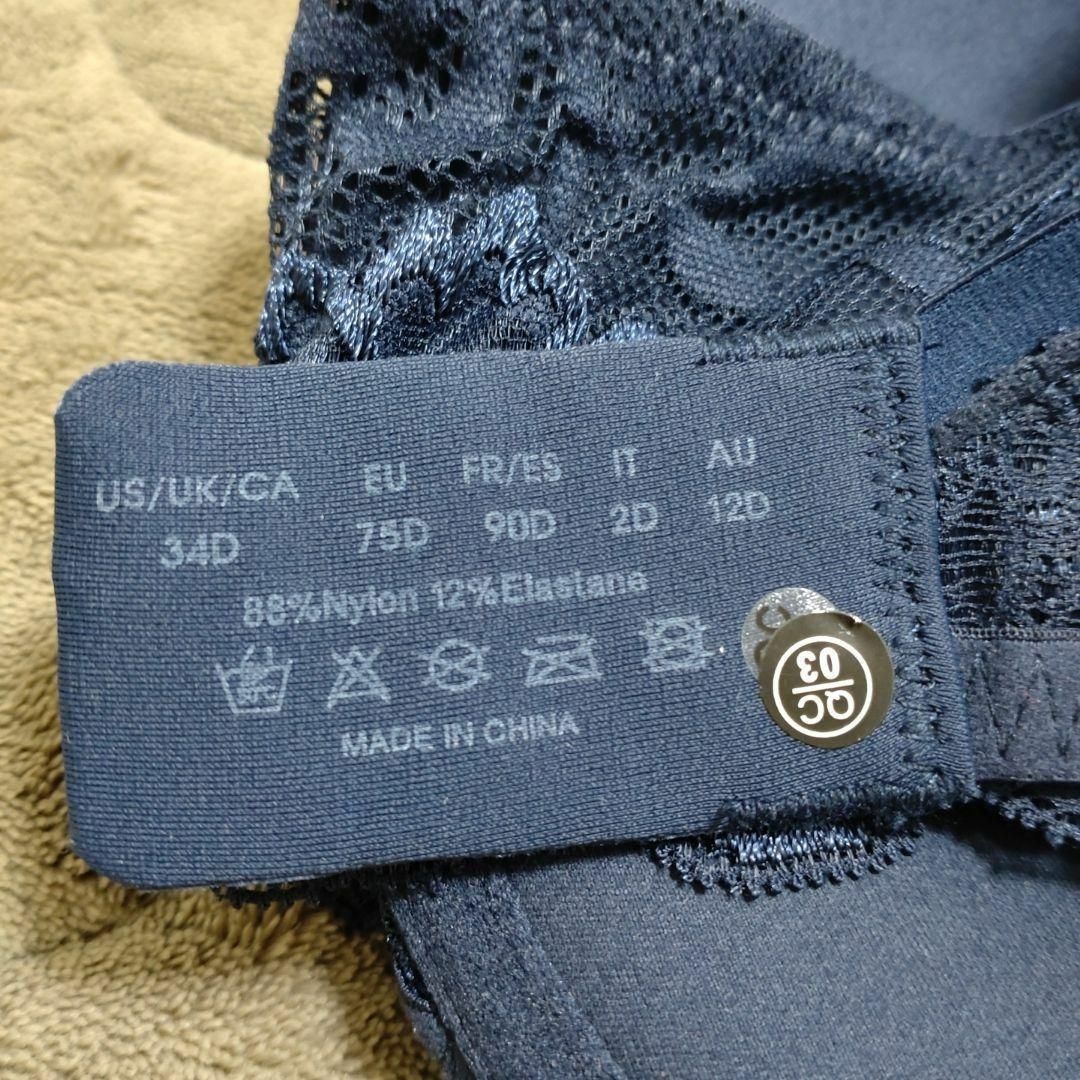 US/UK/CA EU FR/ES IT AU
34D 75D 90D 2D 12D
88%Nylon 12%Elastane
MADE IN CHINA
QC
03